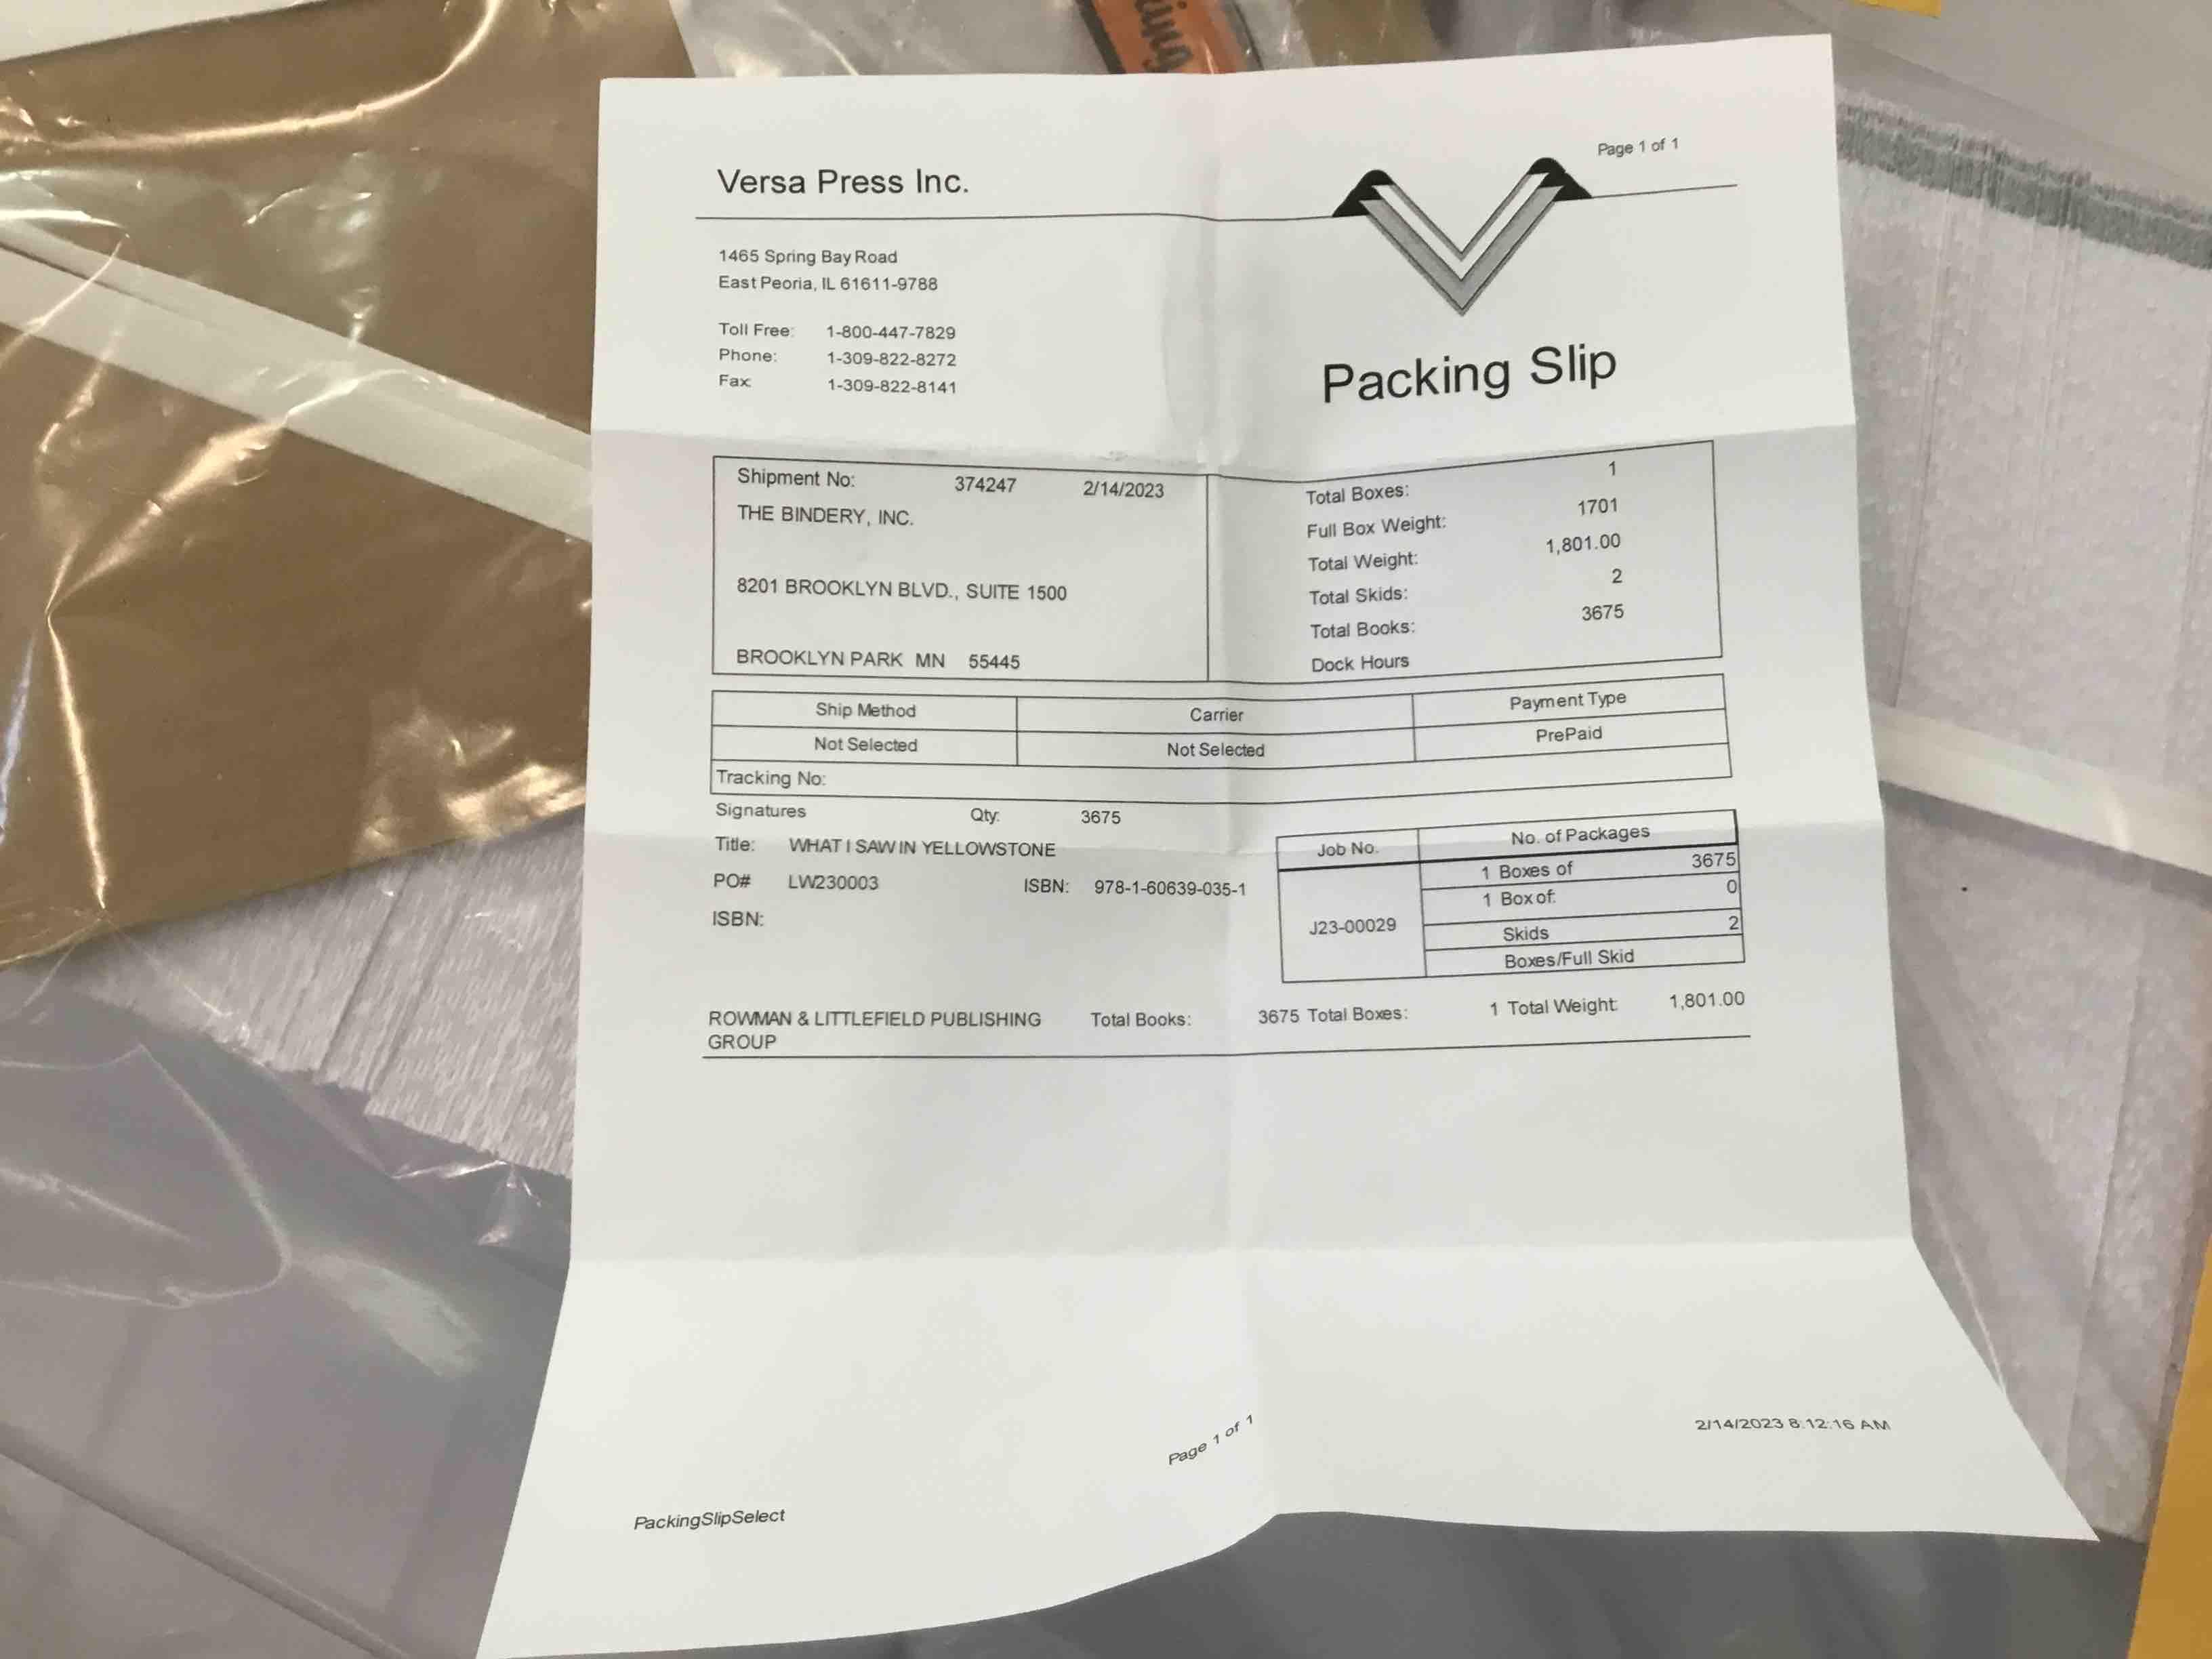 Page 1 of 1
Versa Press Inc.
1465 Spring Bay Road
East Peoria, IL 61611-9788
Toll Free: 1-800-447-7829
Phone: 1-309-822-8272
Fax: 1-309-822-8141
Packing Slip
Shipment No: 374247 2/14/2023
THE BINDERY, INC.
8201 BROOKLYN BLVD., SUITE 1500
BROOKLYN PARK MN 55445
Total Boxes: 1
Full Box Weight: 1701
Total Weight: 1,801.00
Total Skids: 2
Total Books: 3675
Dock Hours
Ship Method Carrier Payment Type
Not Selected Not Selected PrePaid
Tracking No:
Signatures Qty: 3675
Title: WHAT I SAW IN YELLOWSTONE
PO# LW230003 ISBN: 978-1-60639-035-1
ISBN:
Job No. No. of Packages
J23-00029
1 Boxes of 3675
1 Box of: 0
Skids 2
Boxes/Full Skid
ROWMAN & LITTLEFIELD PUBLISHING Total Books: 3675 Total Boxes: 1 Total Weight: 1,801.00
GROUP
Page 1 of 1
2/14/2023 8:12:16 AM
PackingSlipSelect